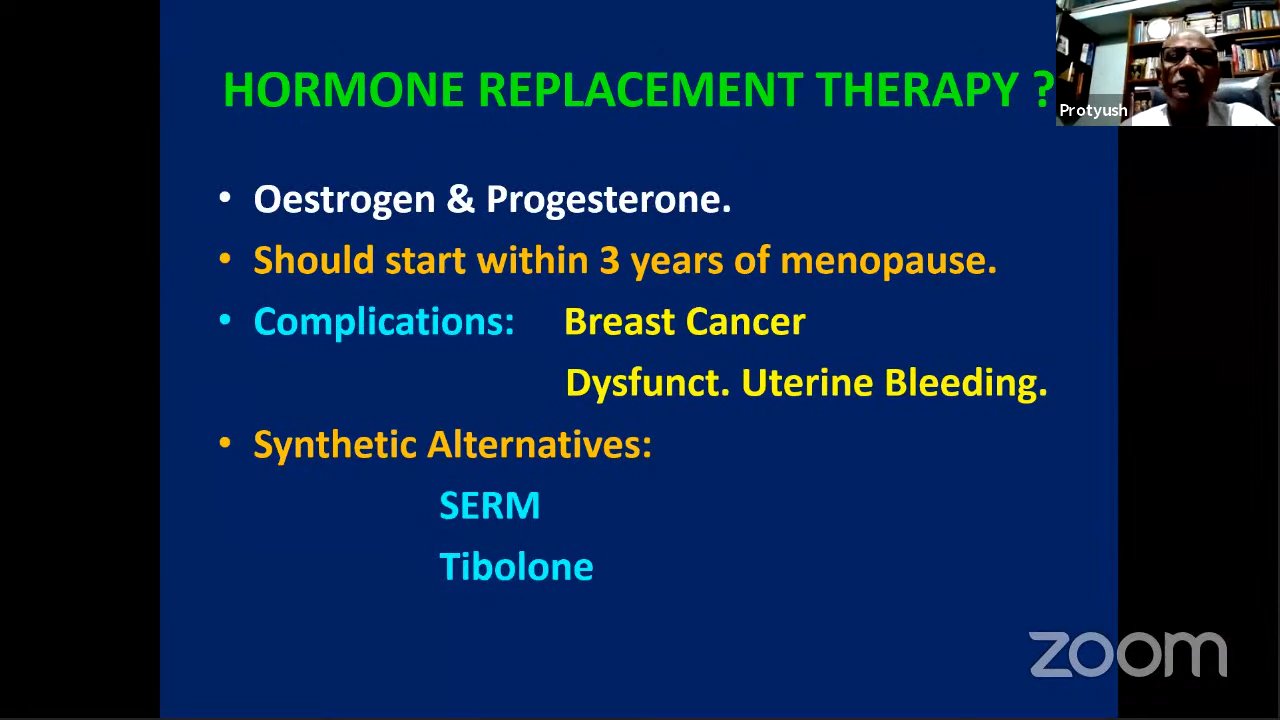 HORMONE REPLACEMENT THERAPY ?
Protyush
• Oestrogen & Progesterone.
• Should start within 3 years of menopause.
• Complications: Breast Cancer
Dysfunct. Uterine Bleeding.
• Synthetic Alternatives:
SERM
Tibolone
zoom